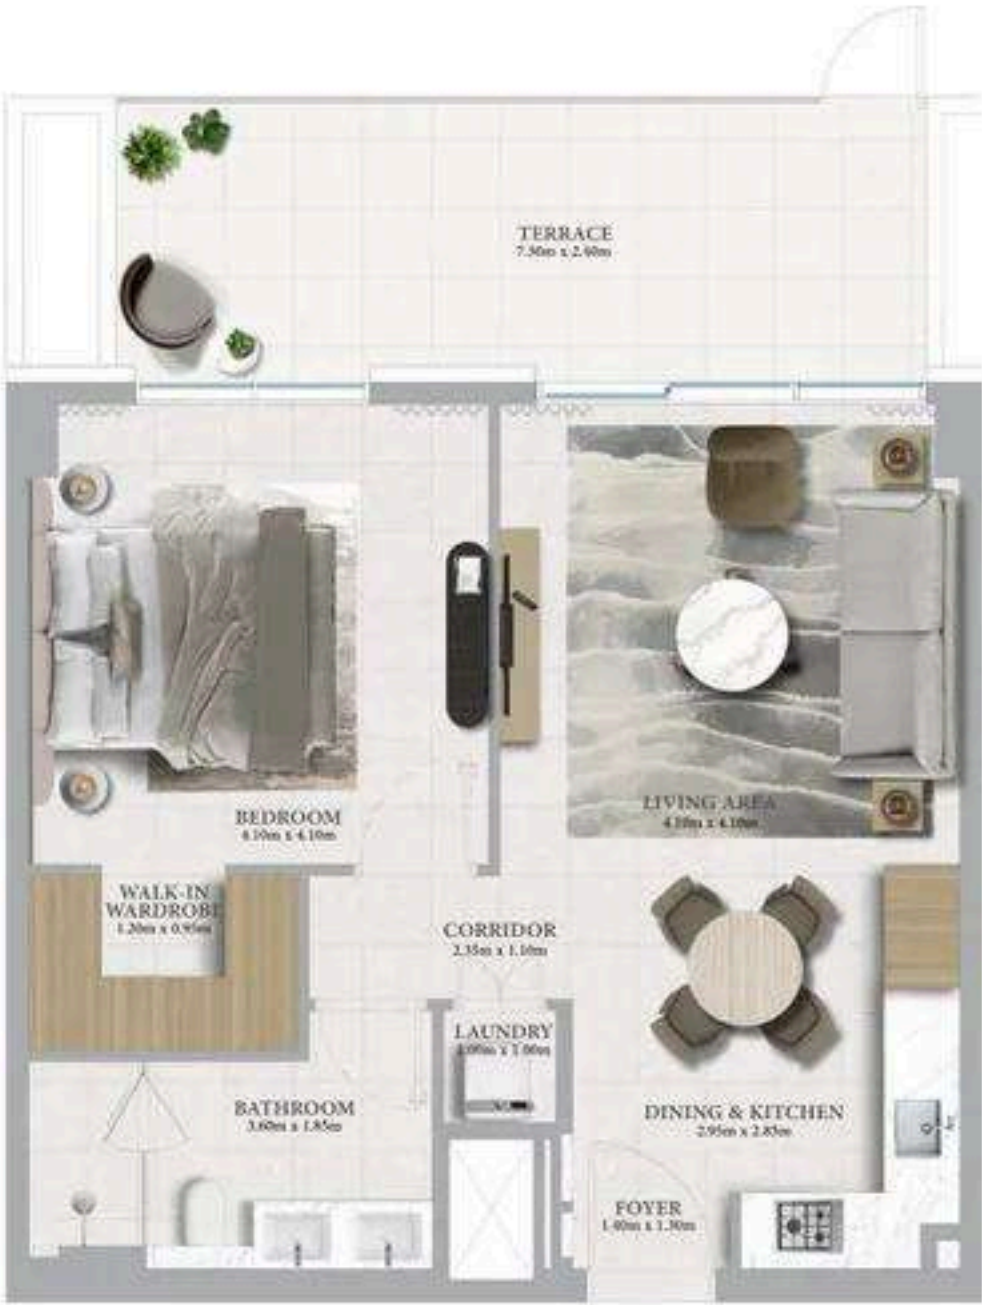 TERRACE
7.30m x 2.40m
BEDROOM
4.10m x 4.10m
LIVING AREA
4.10m x 4.10m
WALK-IN
WARDROBE
1.20m x 0.95m
CORRIDOR
2.35m x 1.10m
LAUNDRY
1.00m x 1.00m
BATHROOM
3.60m x 1.85m
DINING & KITCHEN
2.95m x 2.85m
FOYER
1.40m x 1.30m